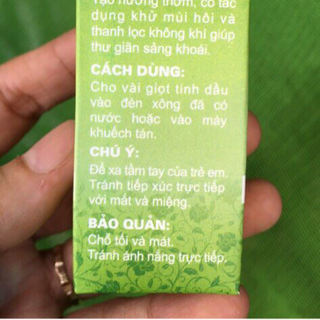 Tạo hương thơm, có tác
dụng khử mùi hôi và
thanh lọc không khí giúp
thư giãn sảng khoái.
CÁCH DÙNG:
Cho vài giọt tinh dầu
vào đèn xông đã có
nước hoặc vào máy
khuếch tán.
CHÚ Ý:
Để xa tầm tay của trẻ em.
Tránh tiếp xúc trực tiếp
với mắt và miệng.
BẢO QUẢN:
Chỗ tối và mát.
Tránh ánh nắng trực tiếp.